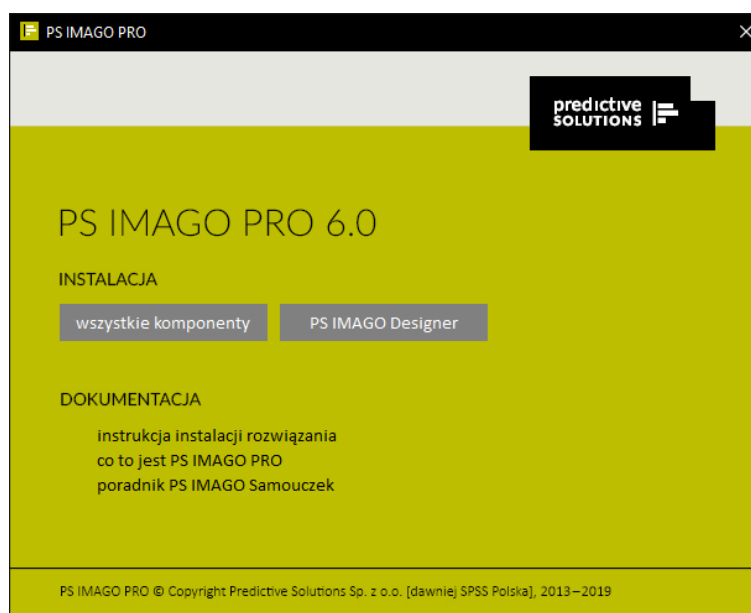 PS IMAGO PRO
predictive
SOLUTIONS
PS IMAGO PRO 6.0
INSTALACJA
wszystkie komponenty
PS IMAGO Designer
DOKUMENTACJA
instrukcja instalacji rozwiązania
co to jest PS IMAGO PRO
poradnik PS IMAGO Samouczek
PS IMAGO PRO © Copyright Predictive Solutions Sp. z o.o. [dawniej SPSS Polska], 2013–2019